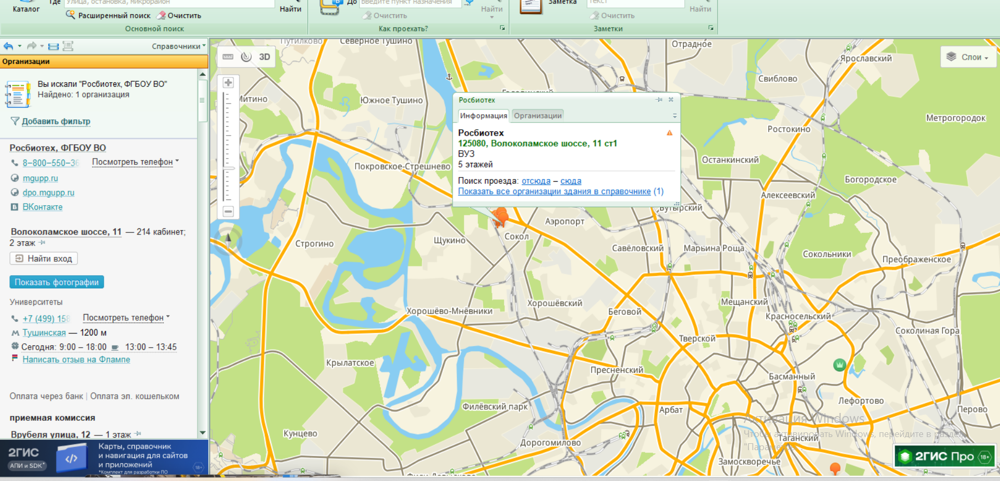 Каталог
Где
Улица, остановка, микрорайон
Найти
Расширенный поиск
Очистить
Основной поиск
До
Введите пункт назначения
Найти
Очистить
Как проехать?
Заметка
Текст
Найти
Очистить
Заметки
Справочники
Организации
Вы искали "Росбиотех, ФГБОУ ВО"
Найдено: 1 организация
Добавить фильтр
Росбиотех, ФГБОУ ВО
8–800–550–36 Посмотреть телефон
mgupp.ru
dpo.mgupp.ru
ВКонтакте
Волоколамское шоссе, 11 — 214 кабинет;
2 этаж
Найти вход
Показать фотографии
Университеты
+7 (499) 158 Посмотреть телефон
Тушинская — 1200 м
Сегодня: 9:00 – 18:00 13:00 – 13:45
Написать отзыв на Флампе
Оплата через банк | Оплата эл. кошельком
приемная комиссия
Врубеля улица, 12 — 1 этаж
2ГИС
АПИ и SDK*
Карты, справочник
и навигация для сайтов
и приложений
*Комплект для разработки ПО
18+
3D
Слои
Росбиотех
Информация
Организации
Росбиотех
125080, Волоколамское шоссе, 11 ст1
ВУЗ
5 этажей
Поиск проезда: отсюда – сюда
Показать все организации здания в справочнике (1)
Путилково
Северное Тушино
Отрадное
Ярославский
Свиблово
Митино
Южное Тушино
Головинский
Метрогородок
Ростокино
Останкинский
Покровское-Стрешнево
Богородское
Алексеевский
Бутырский
Аэропорт
Сокол
Щукино
Строгино
Савёловский
Марьина Роща
Сокольники
Преображенское
Хорошёвский
Мещанский
Хорошёво-Мнёвники
Беговой
Красносельский
Соколиная Гора
Тверской
Крылатское
Пресненский
Басманный
Филёвский парк
Арбат
Лефортово
Перово
Кунцево
Дорогомилово
Таганский
Замоскворечье
Фили-Давыдково
Активация Windows
Чтобы активировать Windows, перейдите в раздел
"Параметры".
2ГИС Про 18+